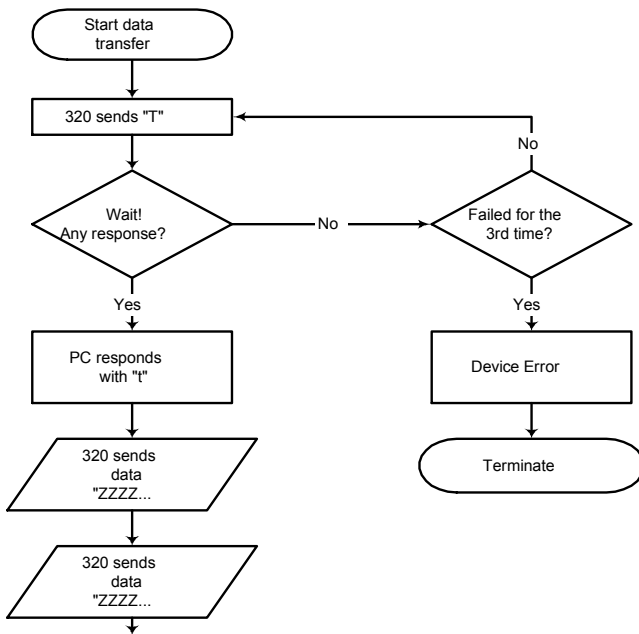 Start data
transfer
320 sends "T"
No
Wait!
Any response?
No
Failed for the
3rd time?
Yes
Yes
PC responds
with "t"
Device Error
320 sends
data
"ZZZZ...
Terminate
320 sends
data
"ZZZZ...